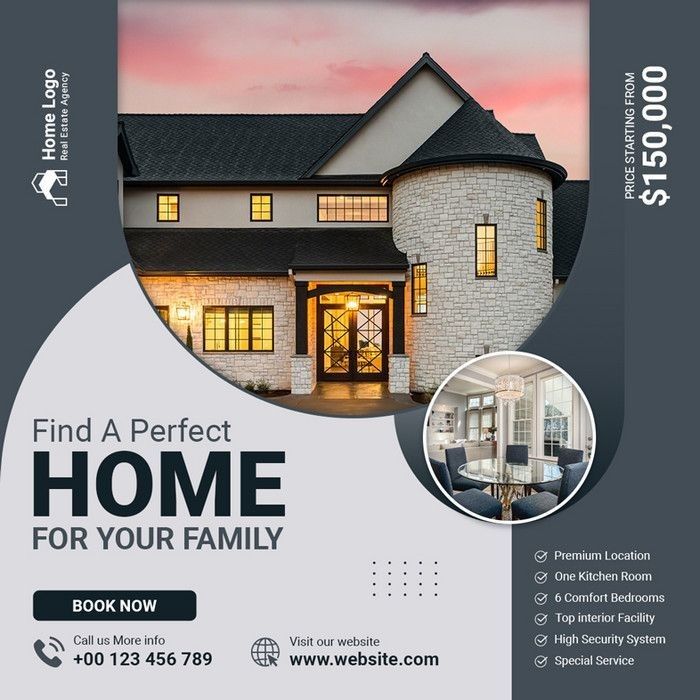 Home Logo
Real Estate Agency
PRICE STARTING FROM
$150,000
Find A Perfect
HOME
FOR YOUR FAMILY
BOOK NOW
Call us More info
+00 123 456 789
Visit our website
www.website.com
Premium Location
One Kitchen Room
6 Comfort Bedrooms
Top interior Facility
High Security System
Special Service